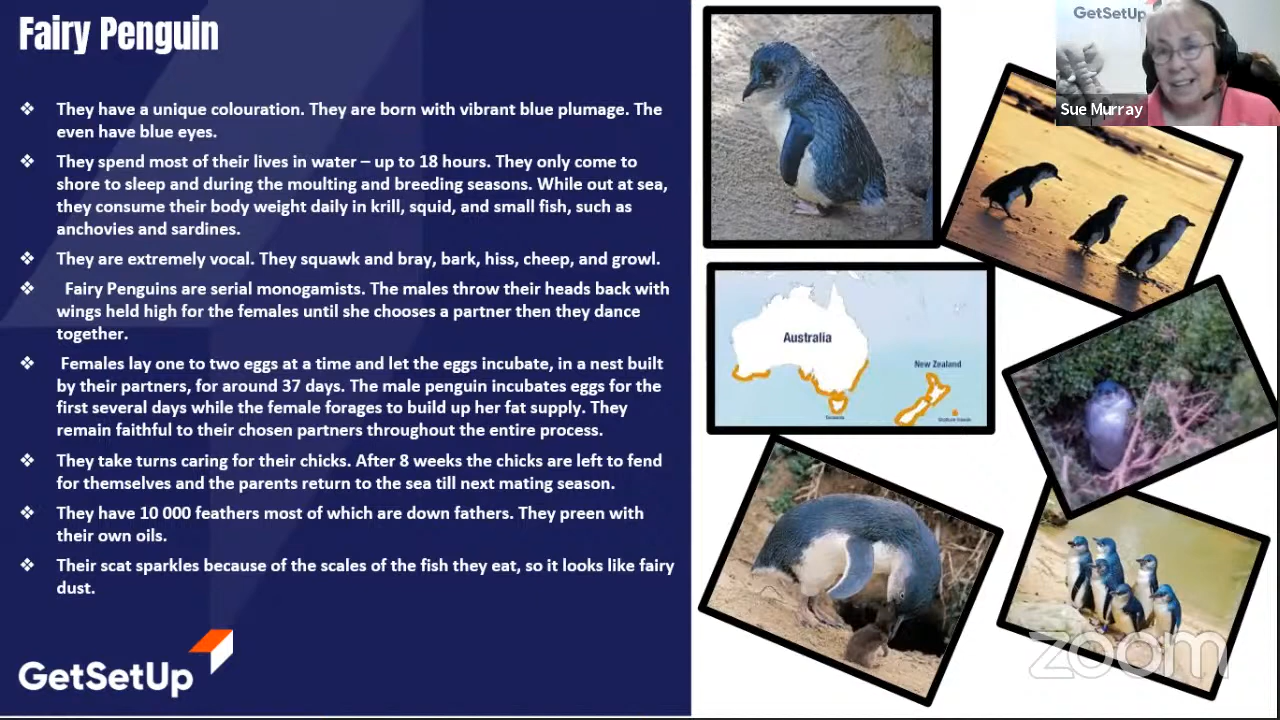 Fairy Penguin
❖ They have a unique colouration. They are born with vibrant blue plumage. The
even have blue eyes.
❖ They spend most of their lives in water – up to 18 hours. They only come to
shore to sleep and during the moulting and breeding seasons. While out at sea,
they consume their body weight daily in krill, squid, and small fish, such as
anchovies and sardines.
❖ They are extremely vocal. They squawk and bray, bark, hiss, cheep, and growl.
❖ Fairy Penguins are serial monogamists. The males throw their heads back with
wings held high for the females until she chooses a partner then they dance
together.
❖ Females lay one to two eggs at a time and let the eggs incubate, in a nest built
by their partners, for around 37 days. The male penguin incubates eggs for the
first several days while the female forages to build up her fat supply. They
remain faithful to their chosen partners throughout the entire process.
❖ They take turns caring for their chicks. After 8 weeks the chicks are left to fend
for themselves and the parents return to the sea till next mating season.
❖ They have 10 000 feathers most of which are down fathers. They preen with
their own oils.
❖ Their scat sparkles because of the scales of the fish they eat, so it looks like fairy
dust.
GetSetUp
GetSetUp
Sue Murray
Australia
New Zealand
Tasmania
Chatham Islands
zoom